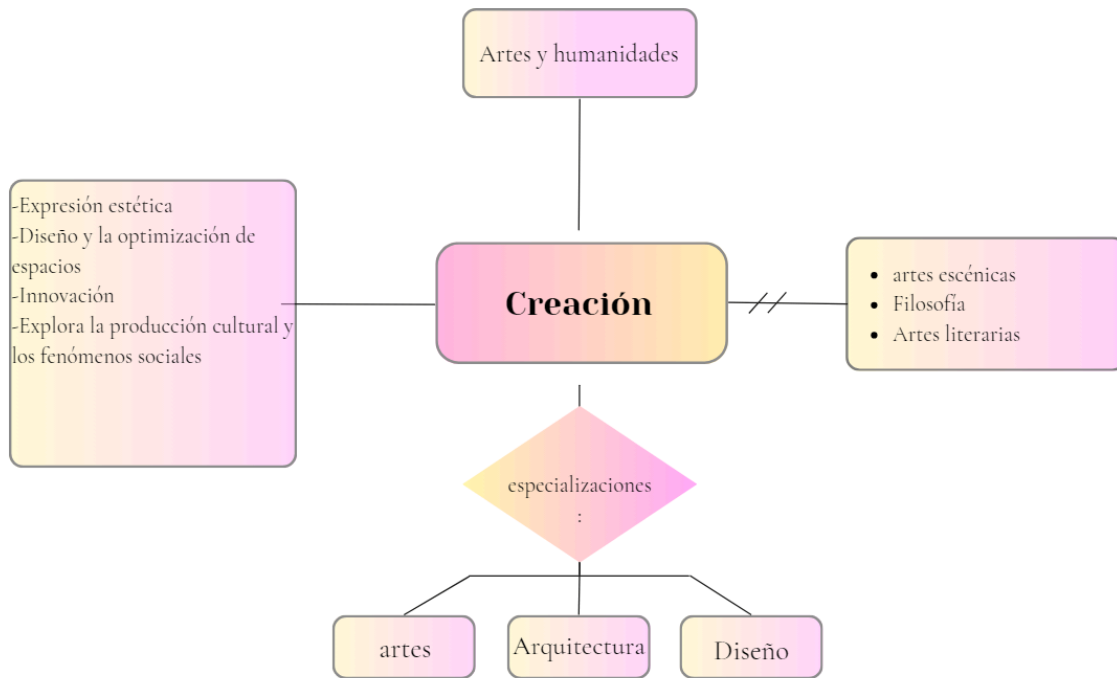 Artes y humanidades
-Expresión estética
-Diseño y la optimización de
espacios
-Innovación
-Explora la producción cultural y
los fenómenos sociales
Creación
• artes escénicas
• Filosofía
• Artes literarias
especializaciones
:
artes
Arquitectura
Diseño